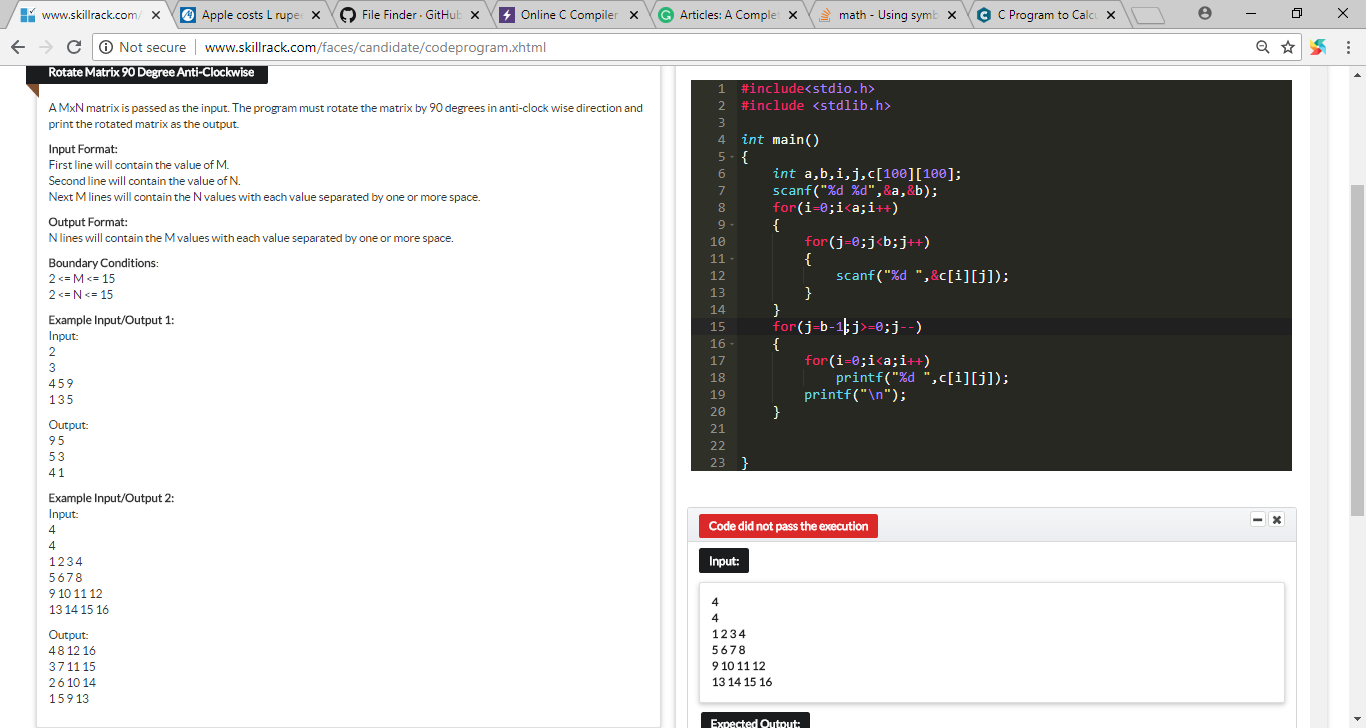 www.skillrack.com/
Apple costs L rupe
File Finder · GitHub
Online C Compiler
Articles: A Complet
math - Using symb
C Program to Calcu
Not secure | www.skillrack.com/faces/candidate/codeprogram.xhtml
Rotate Matrix 90 Degree Anti-Clockwise
A MxN matrix is passed as the input. The program must rotate the matrix by 90 degrees in anti-clock wise direction and
print the rotated matrix as the output.
Input Format:
First line will contain the value of M.
Second line will contain the value of N.
Next M lines will contain the N values with each value separated by one or more space.
Output Format:
N lines will contain the M values with each value separated by one or more space.
Boundary Conditions:
2 <= M <= 15
2 <= N <= 15
Example Input/Output 1:
Input:
2
3
4 5 9
1 3 5
Output:
9 5
5 3
4 1
Example Input/Output 2:
Input:
4
4
1 2 3 4
5 6 7 8
9 10 11 12
13 14 15 16
Output:
4 8 12 16
3 7 11 15
2 6 10 14
1 5 9 13
1 #include<stdio.h>
2 #include <stdlib.h>
3
4 int main()
5 {
6 int a,b,i,j,c[100][100];
7 scanf("%d %d",&a,&b);
8 for(i=0;i<a;i++)
9 {
10 for(j=0;j<b;j++)
11 {
12 scanf("%d ",&c[i][j]);
13 }
14 }
15 for(j=b-1;j>=0;j--)
16 {
17 for(i=0;i<a;i++)
18 printf("%d ",c[i][j]);
19 printf("\n");
20 }
21
22
23 }
Code did not pass the execution
Input:
4
4
1 2 3 4
5 6 7 8
9 10 11 12
13 14 15 16
Expected Output: